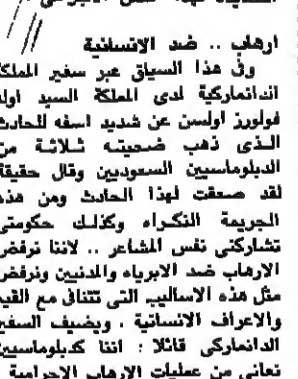 ارهاب .. ضد الانسانية
وفي هذا السياق عبر سفير المملكة
الدانماركية لدى المملكة السيد اولد
فولورز اولسن عن شديد اسفه للحادث
الذي ذهب ضحيته ثلاثة من
الدبلوماسيين السعوديين وقال حقيقة
لقد صعقت لهذا الحادث ومن هذه
الجريمة النكراء وكذلك حكومتي
تشاركني نفس المشاعر .. لاننا نرفض
الارهاب ضد الابرياء والمدنيين ونرفض
مثل هذه الاساليب التي تتنافى مع القيم
والاعراف الانسانية . ويضيف السفير
الدانماركي قائلا : اننا كدبلوماسيين
نعاني من عمليات الارهاب الاجرامية